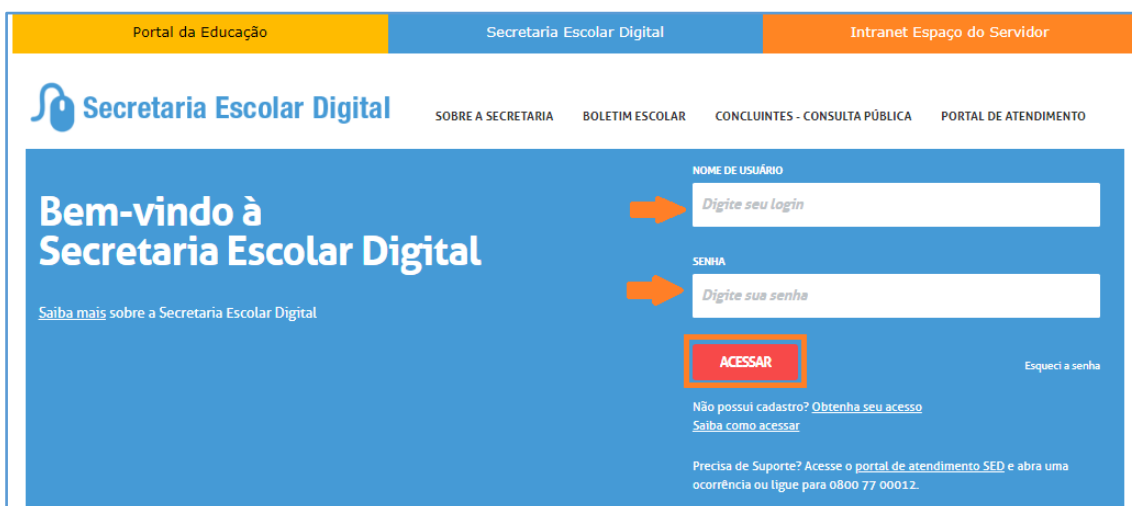 Portal da Educação
Secretaria Escolar Digital
Intranet Espaço do Servidor
Secretaria Escolar Digital
SOBRE A SECRETARIA
BOLETIM ESCOLAR
CONCLUINTES - CONSULTA PÚBLICA
PORTAL DE ATENDIMENTO
Bem-vindo à
Secretaria Escolar Digital
Saiba mais sobre a Secretaria Escolar Digital
NOME DE USUÁRIO
Digite seu login
SENHA
Digite sua senha
ACESSAR
Esqueci a senha
Não possui cadastro? Obtenha seu acesso
Saiba como acessar
Precisa de Suporte? Acesse o portal de atendimento SED e abra uma
ocorrência ou ligue para 0800 77 00012.